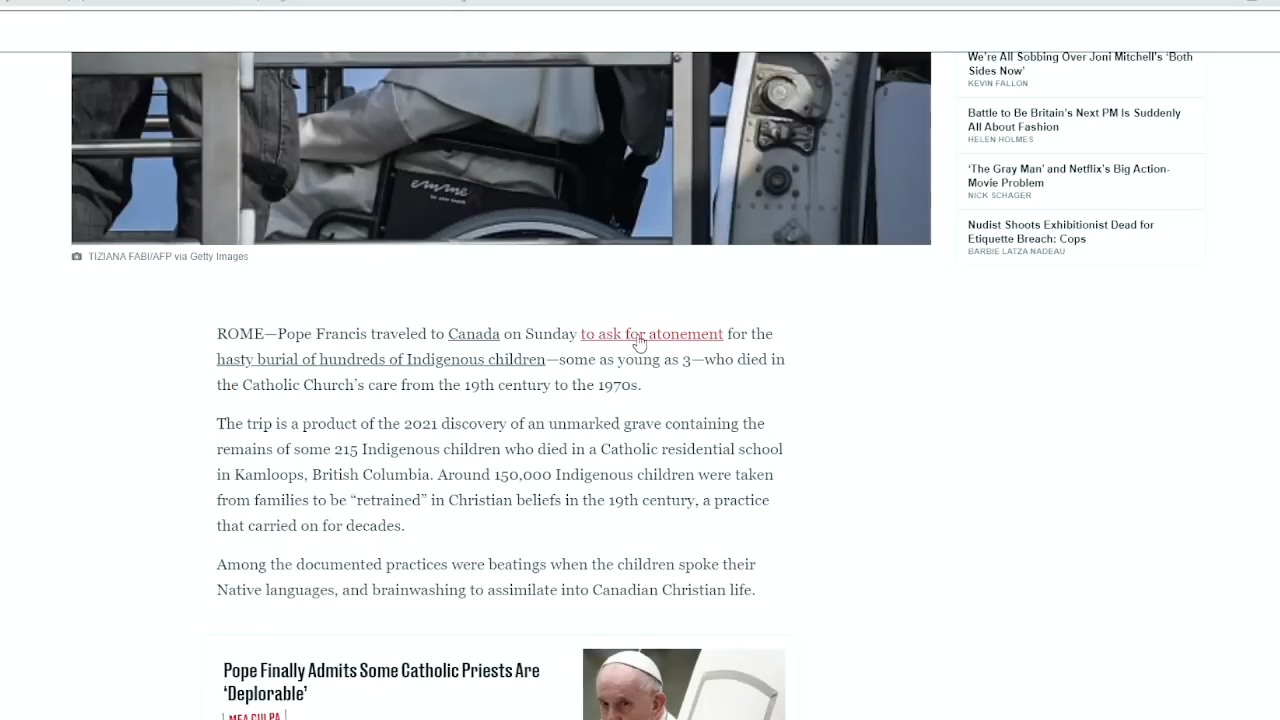 emme
We're All Sobbing Over Joni Mitchell's 'Both
Sides Now'
KEVIN FALLON
Battle to Be Britain's Next PM Is Suddenly
All About Fashion
HELEN HOLMES
'The Gray Man' and Netflix's Big Action-
Movie Problem
NICK SCHAGER
Nudist Shoots Exhibitionist Dead for
Etiquette Breach: Cops
BARBIE LATZA NADEAU
TIZIANA FABI/AFP via Getty Images
ROME—Pope Francis traveled to Canada on Sunday to ask for atonement for the
hasty burial of hundreds of Indigenous children—some as young as 3—who died in
the Catholic Church's care from the 19th century to the 1970s.
The trip is a product of the 2021 discovery of an unmarked grave containing the
remains of some 215 Indigenous children who died in a Catholic residential school
in Kamloops, British Columbia. Around 150,000 Indigenous children were taken
from families to be “retrained” in Christian beliefs in the 19th century, a practice
that carried on for decades.
Among the documented practices were beatings when the children spoke their
Native languages, and brainwashing to assimilate into Canadian Christian life.
Pope Finally Admits Some Catholic Priests Are
'Deplorable'
MEA CULPA